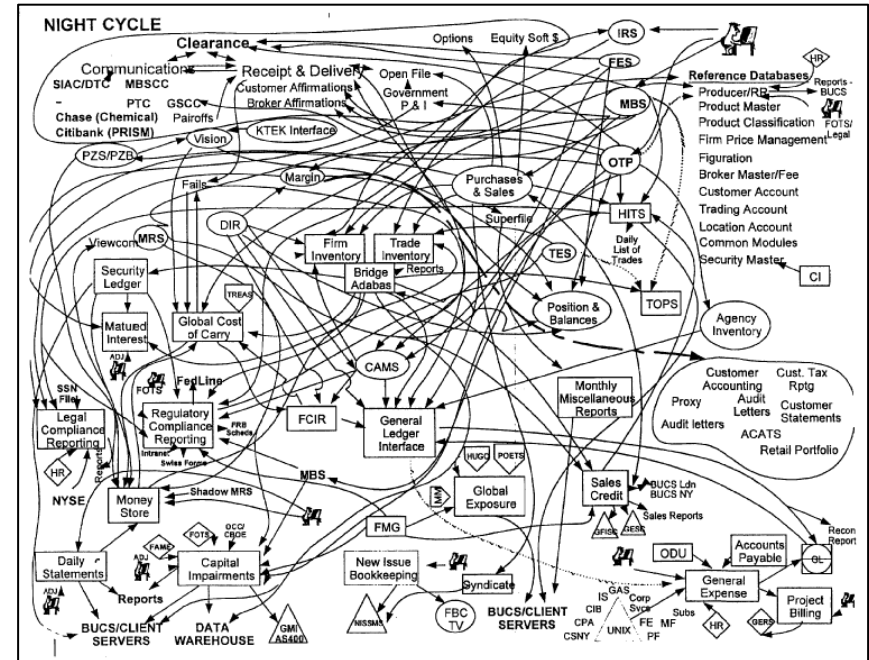 NIGHT CYCLE
Clearance
Options
Equity Soft $
IRS
Communications
SIAC/DTC MBSCC
Receipt & Delivery
Customer Affirmations
Broker Affirmations
Open File
Government
P & I
FES
HR
Reference Databases
Reports -
BUCS
PTC GSCC
Pairoffs
Chase (Chemical)
Citibank (PRISM)
Vision
KTEK Interface
MBS
Producer/RR
Product Master
Product Classification
FOTS/
Legal
Firm Price Management
Figuration
Broker Master/Fee
Customer Account
Trading Account
Location Account
Common Modules
Security Master
CI
PZS/PZB
OTP
Fails
Margin
Purchases
& Sales
Superfile
HITS
Daily
List of
Trades
Viewcom
MRS
DIR
Firm
Inventory
Trade
Inventory
Reports
Bridge
Adabas
TES
Security
Ledger
TREAS
TOPS
Position &
Balances
Agency
Inventory
Matued
Interest
Global Cost
of Carry
ADJ
CAMS
FOTS
FedLine
SSN
File
Legal
Compliance
Reporting
Regulatory
Compliance
Reporting
FRB
Scheds
Intranet
Swiss Forms
FCIR
General
Ledger
Interface
Monthly
Miscellaneous
Reports
Customer
Accounting
Cust. Tax
Rptg
Proxy
Audit
Letters
Customer
Statements
Audit letters
ACATS
Retail Portfolio
HR
Reports
NYSE
Money
Store
Shadow MRS
MBS
HUGO
POETS
MM
Global
Exposure
Sales
Credit
BUCS Ldn
BUCS NY
GFISC
GESC
Sales Reports
FMG
Recon
Report
GL
Daily
Statements
ADJ
FAME
FOTS
OCC/
CBOE
Capital
Impairments
ADJ
New Issue
Bookkeeping
Syndicate
ODU
Accounts
Payable
General
Expense
Project
Billing
Reports
BUCS/CLIENT
SERVERS
DATA
WAREHOUSE
GMI
AS400
NISSMS
FBC
TV
BUCS/CLIENT
SERVERS
GAS
IS
Corp
Svcs
CIB
CPA
CSNY
UNIX
FE
MF
PF
Subs
HR
GERS